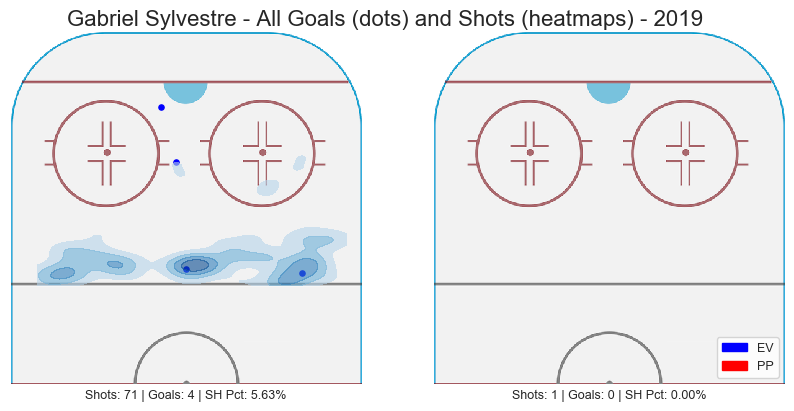 Gabriel Sylvestre - All Goals (dots) and Shots (heatmaps) - 2019
EV
PP
Shots: 71 | Goals: 4 | SH Pct: 5.63%
Shots: 1 | Goals: 0 | SH Pct: 0.00%